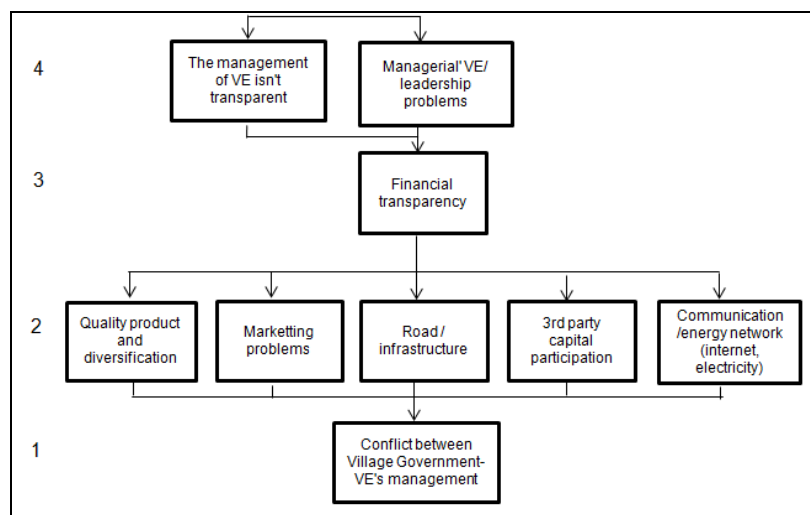 4
The management
of VE isn't
transparent
Managerial' VE/
leadership
problems
3
Financial
transparency
2
Quality product
and
diversification
Marketting
problems
Road /
infrastructure
3rd party
capital
participation
Communication
/energy network
(internet,
electricity)
1
Conflict between
Village Government-
VE's management